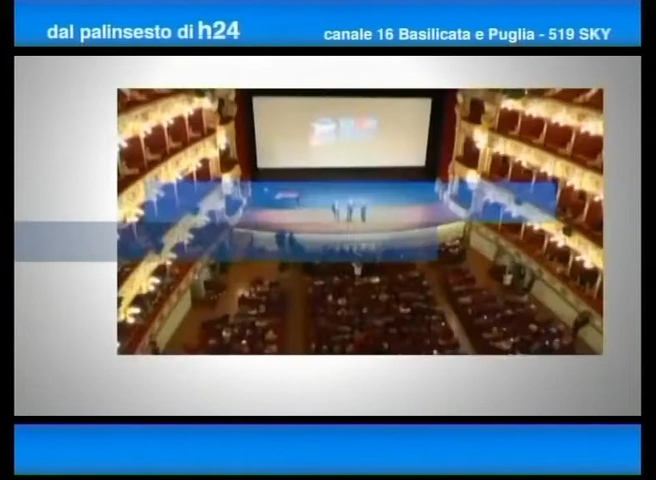 dal palinsesto di h24
canale 16 Basilicata e Puglia - 519 SKY